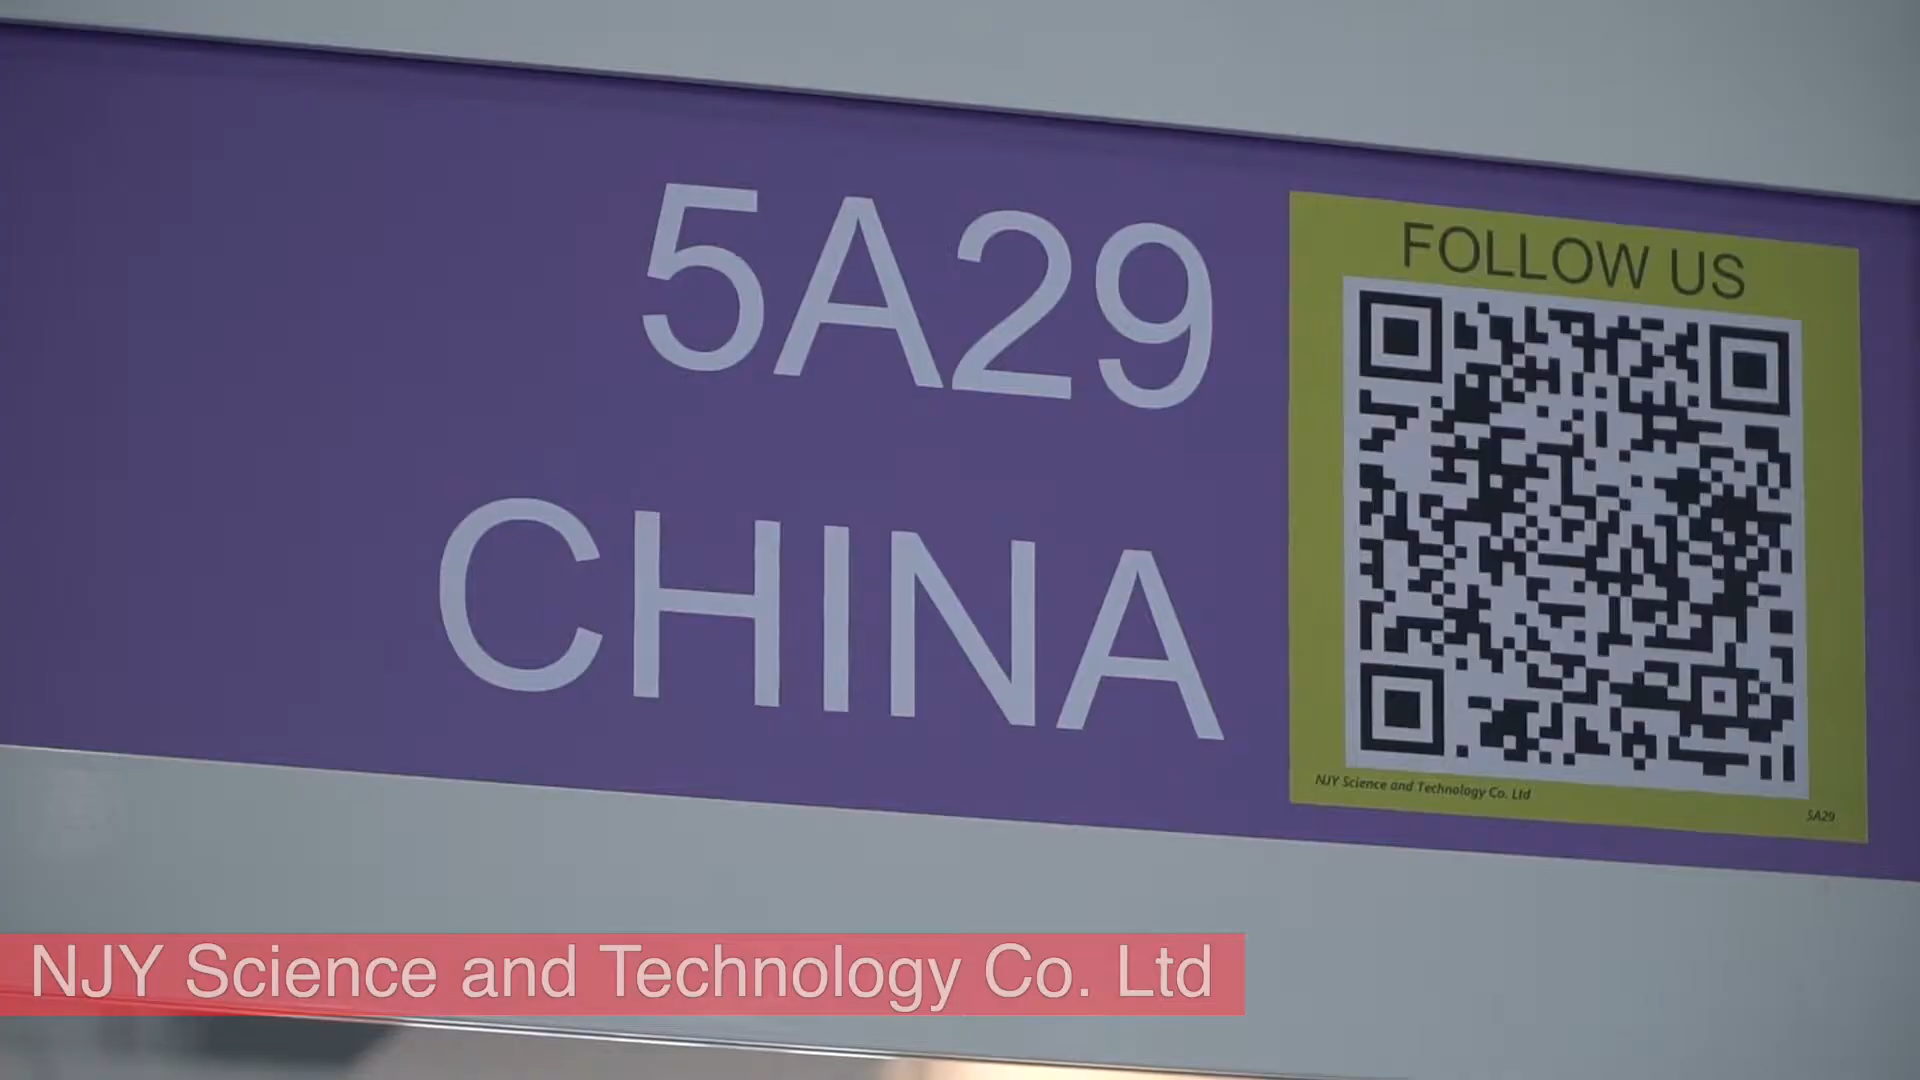 5A29
CHINA
FOLLOW US
NJY Science and Technology Co. Ltd
5A29
NJY Science and Technology Co. Ltd